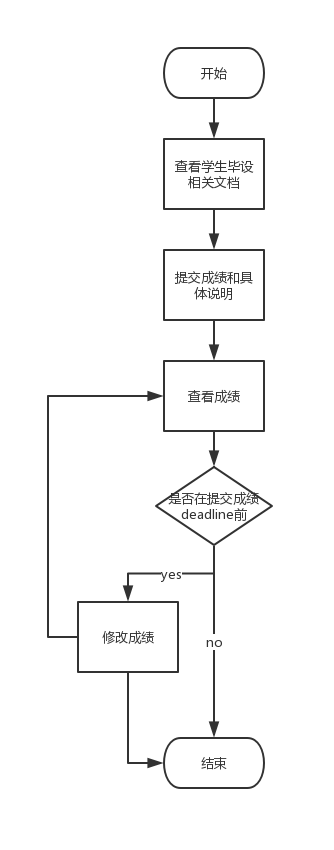 开始
查看学生毕设
相关文档
提交成绩和具
体说明
查看成绩
是否在提交成绩
deadline前
yes
修改成绩
no
结束